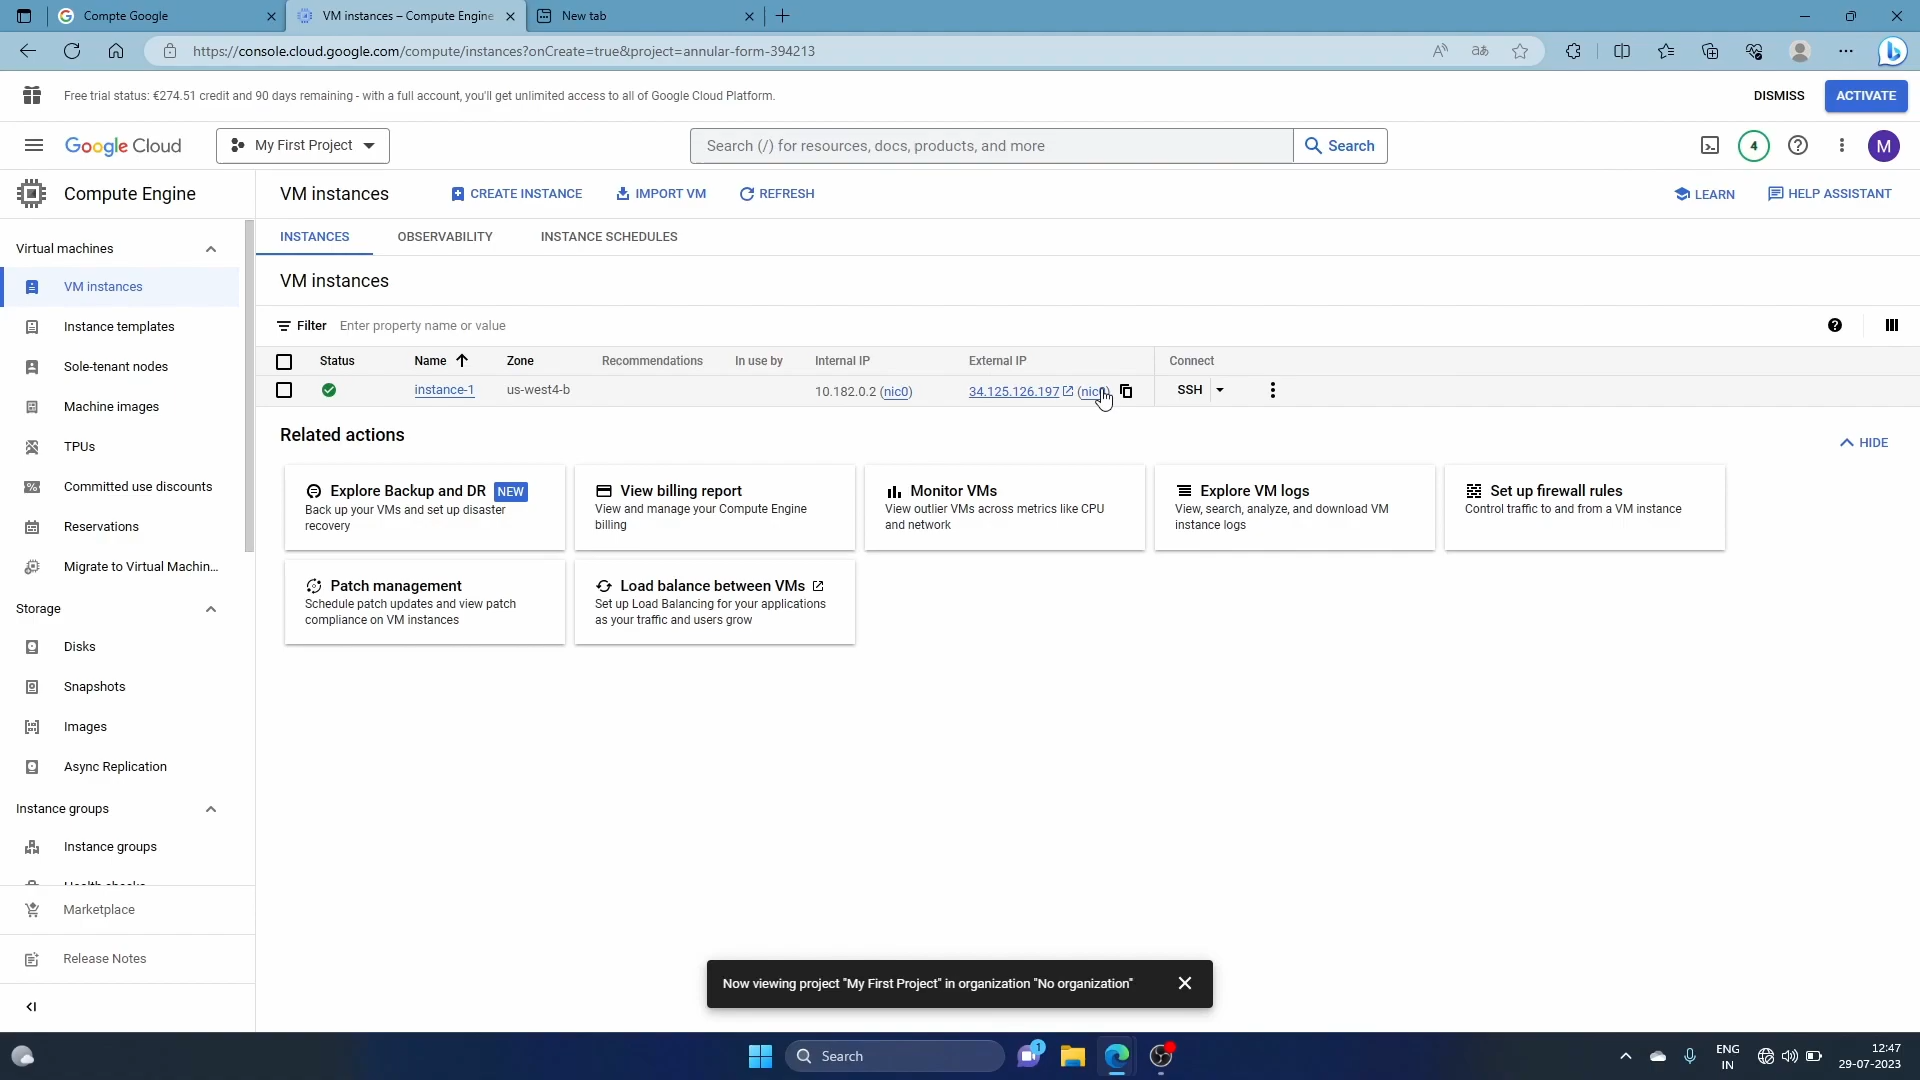 Compte Google
VM instances – Compute Engine
New tab
https://console.cloud.google.com/compute/instances?onCreate=true&project=annular-form-394213
Free trial status: €274.51 credit and 90 days remaining - with a full account, you'll get unlimited access to all of Google Cloud Platform.
DISMISS
ACTIVATE
Google Cloud
My First Project
Search (/) for resources, docs, products, and more
Search
4
M
Compute Engine
VM instances
CREATE INSTANCE
IMPORT VM
REFRESH
LEARN
HELP ASSISTANT
Virtual machines
VM instances
Instance templates
Sole-tenant nodes
Machine images
TPUs
Committed use discounts
Reservations
Migrate to Virtual Machin...
Storage
Disks
Snapshots
Images
Async Replication
Instance groups
Instance groups
Marketplace
Release Notes
INSTANCES
OBSERVABILITY
INSTANCE SCHEDULES
VM instances
Filter Enter property name or value
Status Name Zone Recommendations In use by Internal IP External IP Connect
instance-1 us-west4-b 10.182.0.2 (nic0) 34.125.126.197 SSH
Related actions
HIDE
Explore Backup and DR NEW
Back up your VMs and set up disaster
recovery
View billing report
View and manage your Compute Engine
billing
Monitor VMs
View outlier VMs across metrics like CPU
and network
Explore VM logs
View, search, analyze, and download VM
instance logs
Set up firewall rules
Control traffic to and from a VM instance
Patch management
Schedule patch updates and view patch
compliance on VM instances
Load balance between VMs
Set up Load Balancing for your applications
as your traffic and users grow
Now viewing project "My First Project" in organization "No organization"
Search
1
ENG
IN
12:47
29-07-2023